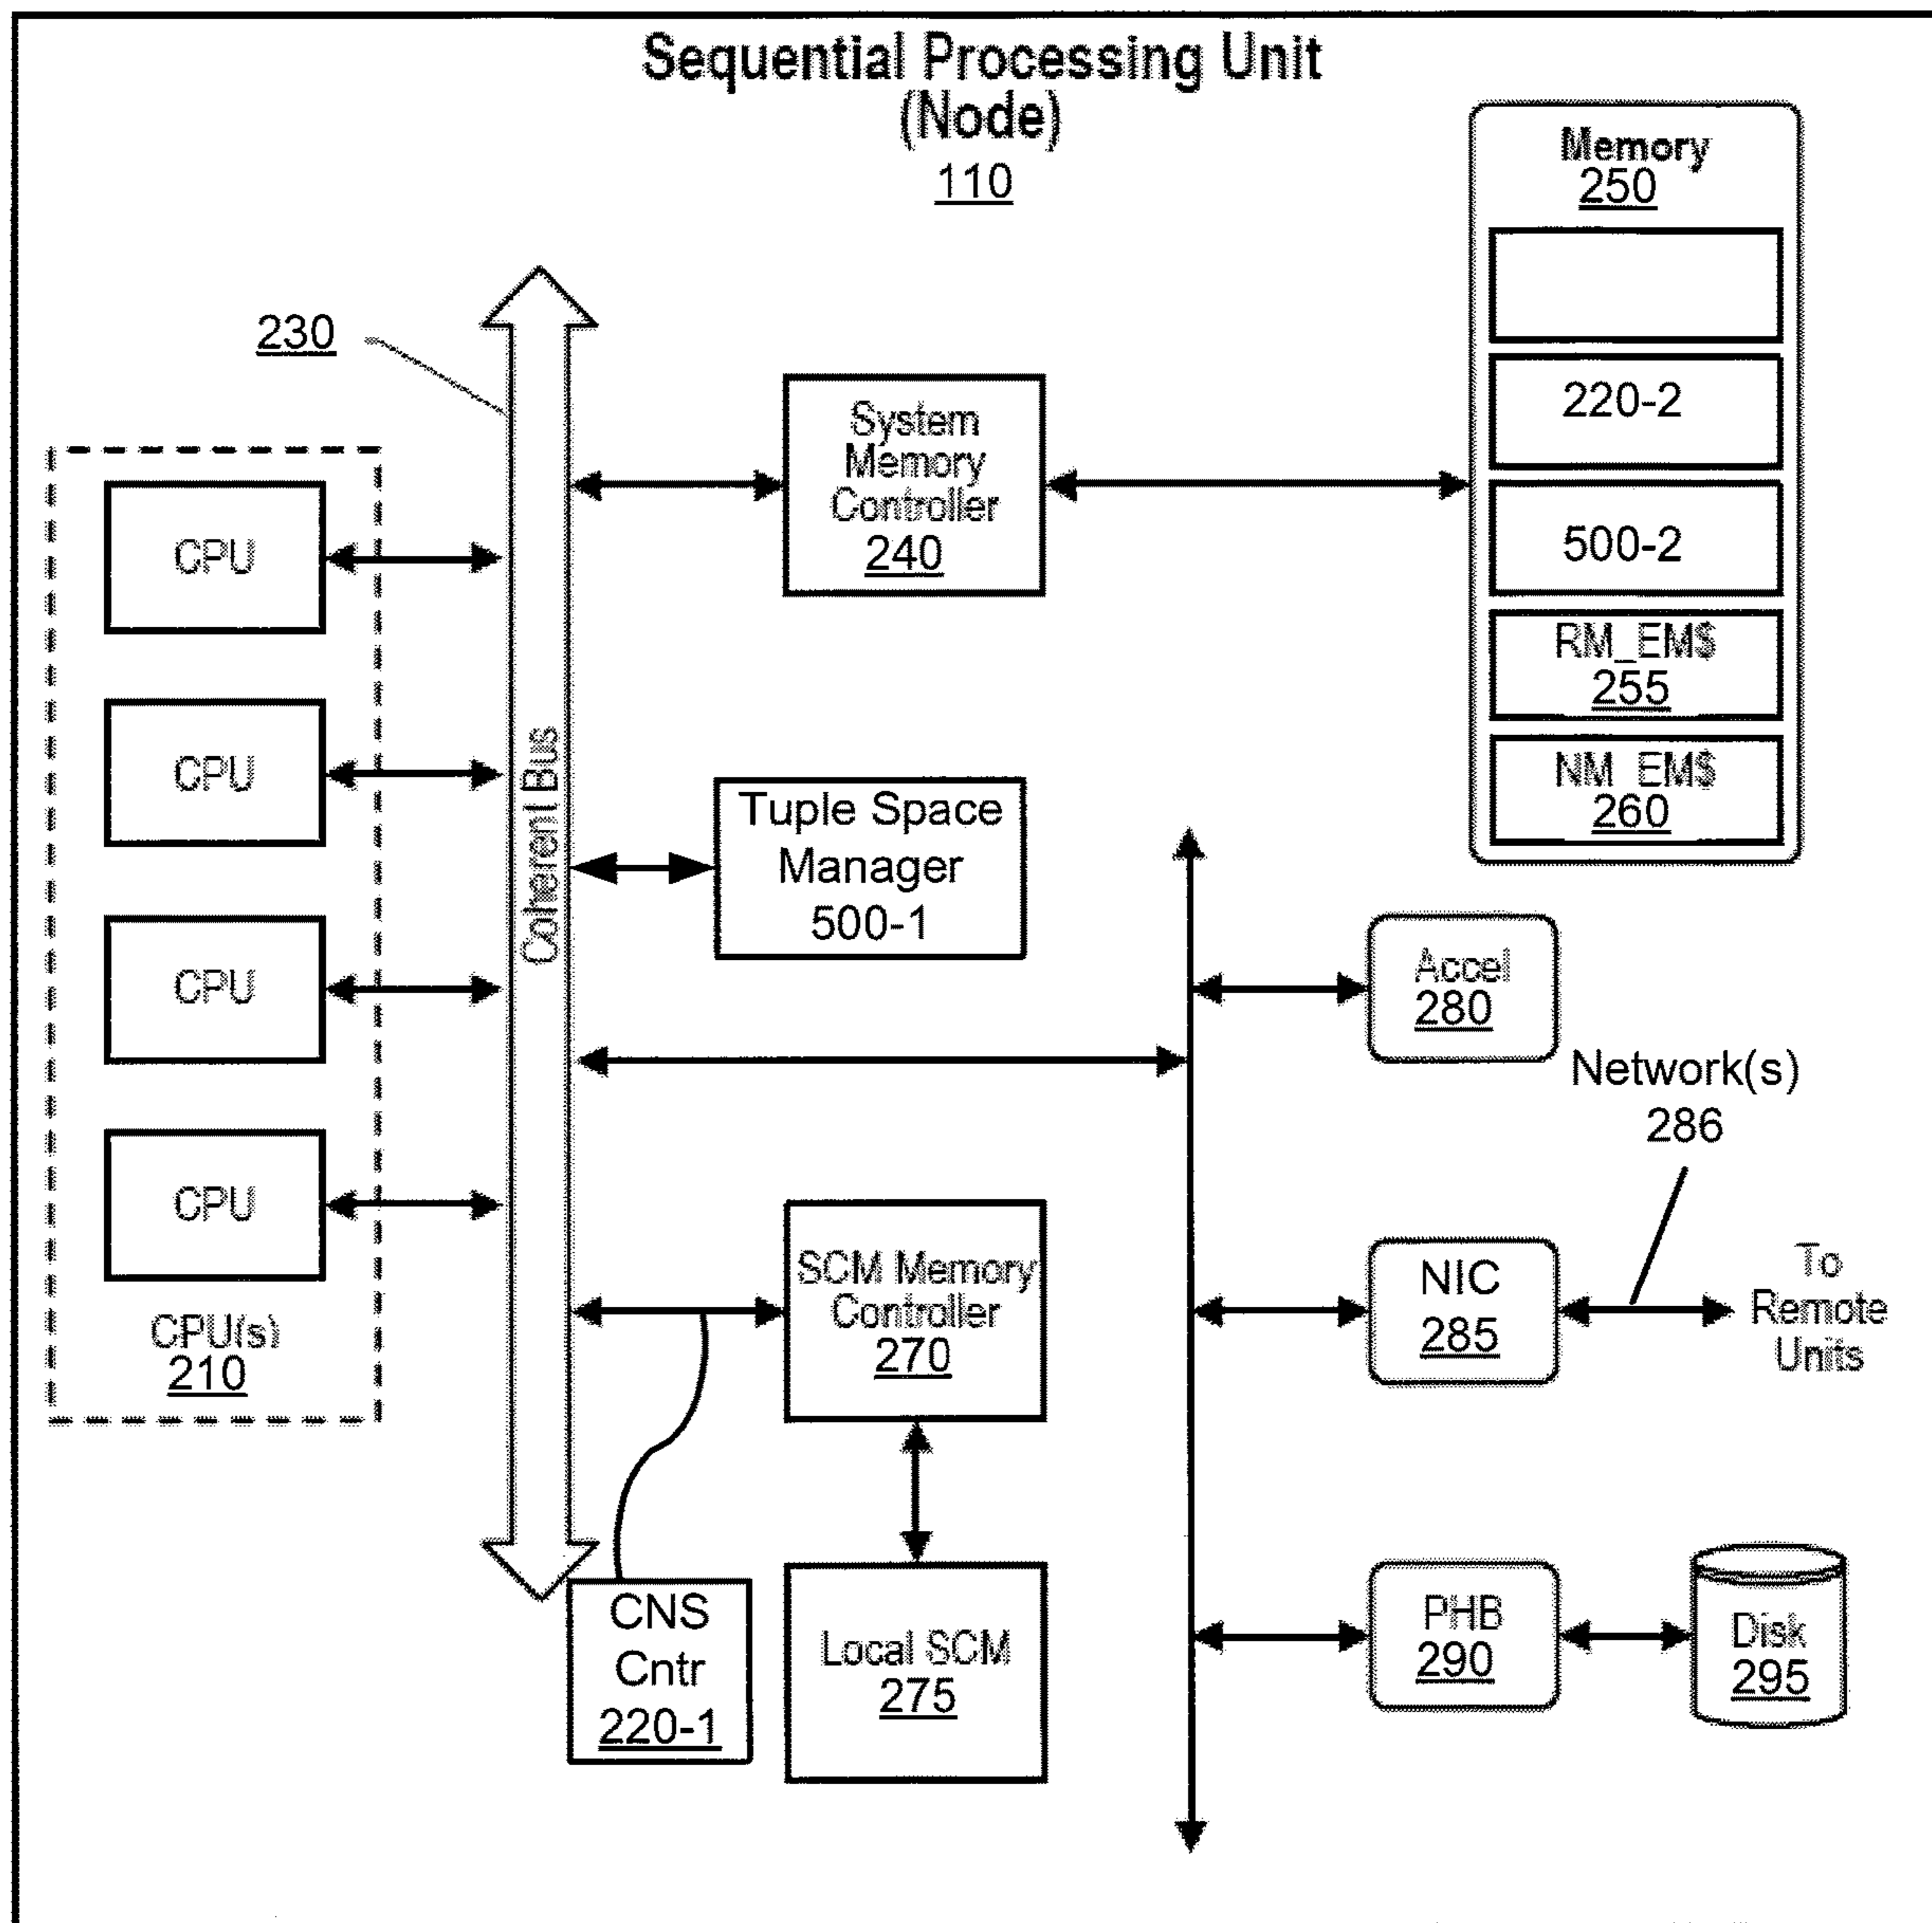 Sequential Processing Unit
(Node)
110
Memory
250
220-2
500-2
RM_EM$
255
NM_EM$
260
230
System
Memory
Controller
240
CPU
CPU
CPU
CPU
CPU(s)
210
Coherent Bus
Tuple Space
Manager
500-1
Accel
280
Network(s)
286
SCM Memory
Controller
270
NIC
285
To
Remote
Units
CNS
Cntr
220-1
Local SCM
275
PHB
290
Disk
295